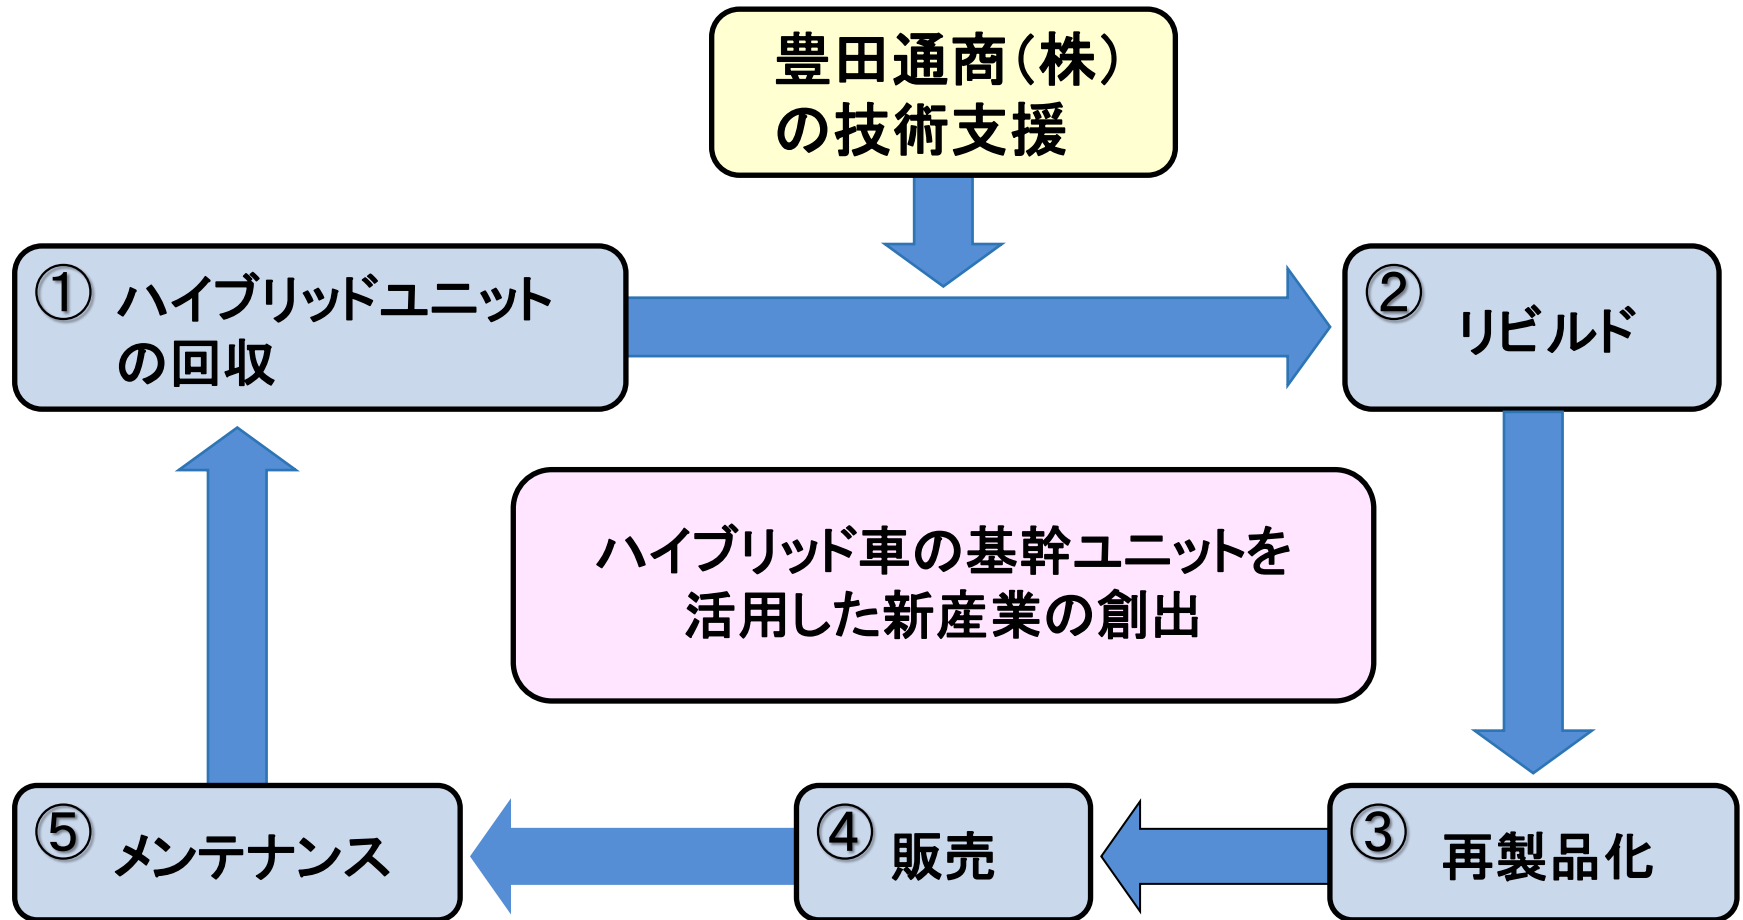 豊田通商(株)
の技術支援
① ハイブリッドユニット
の回収
② リビルド
ハイブリッド車の基幹ユニットを
活用した新産業の創出
⑤ メンテナンス
④ 販売
③ 再製品化